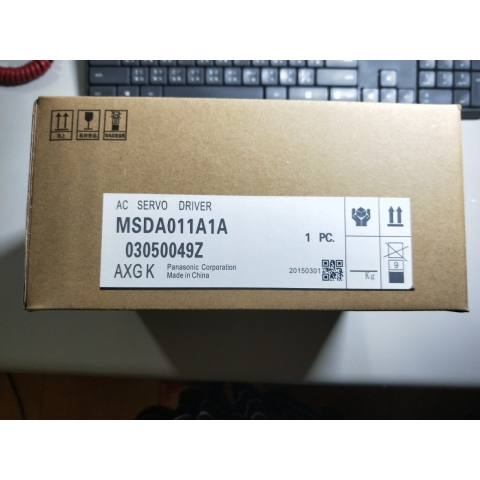 AC SERVO DRIVER
MSDA011A1A
03050049Z
1 PC.
AXG K
Panasonic Corporation
Made in China
20150301
Kg
9